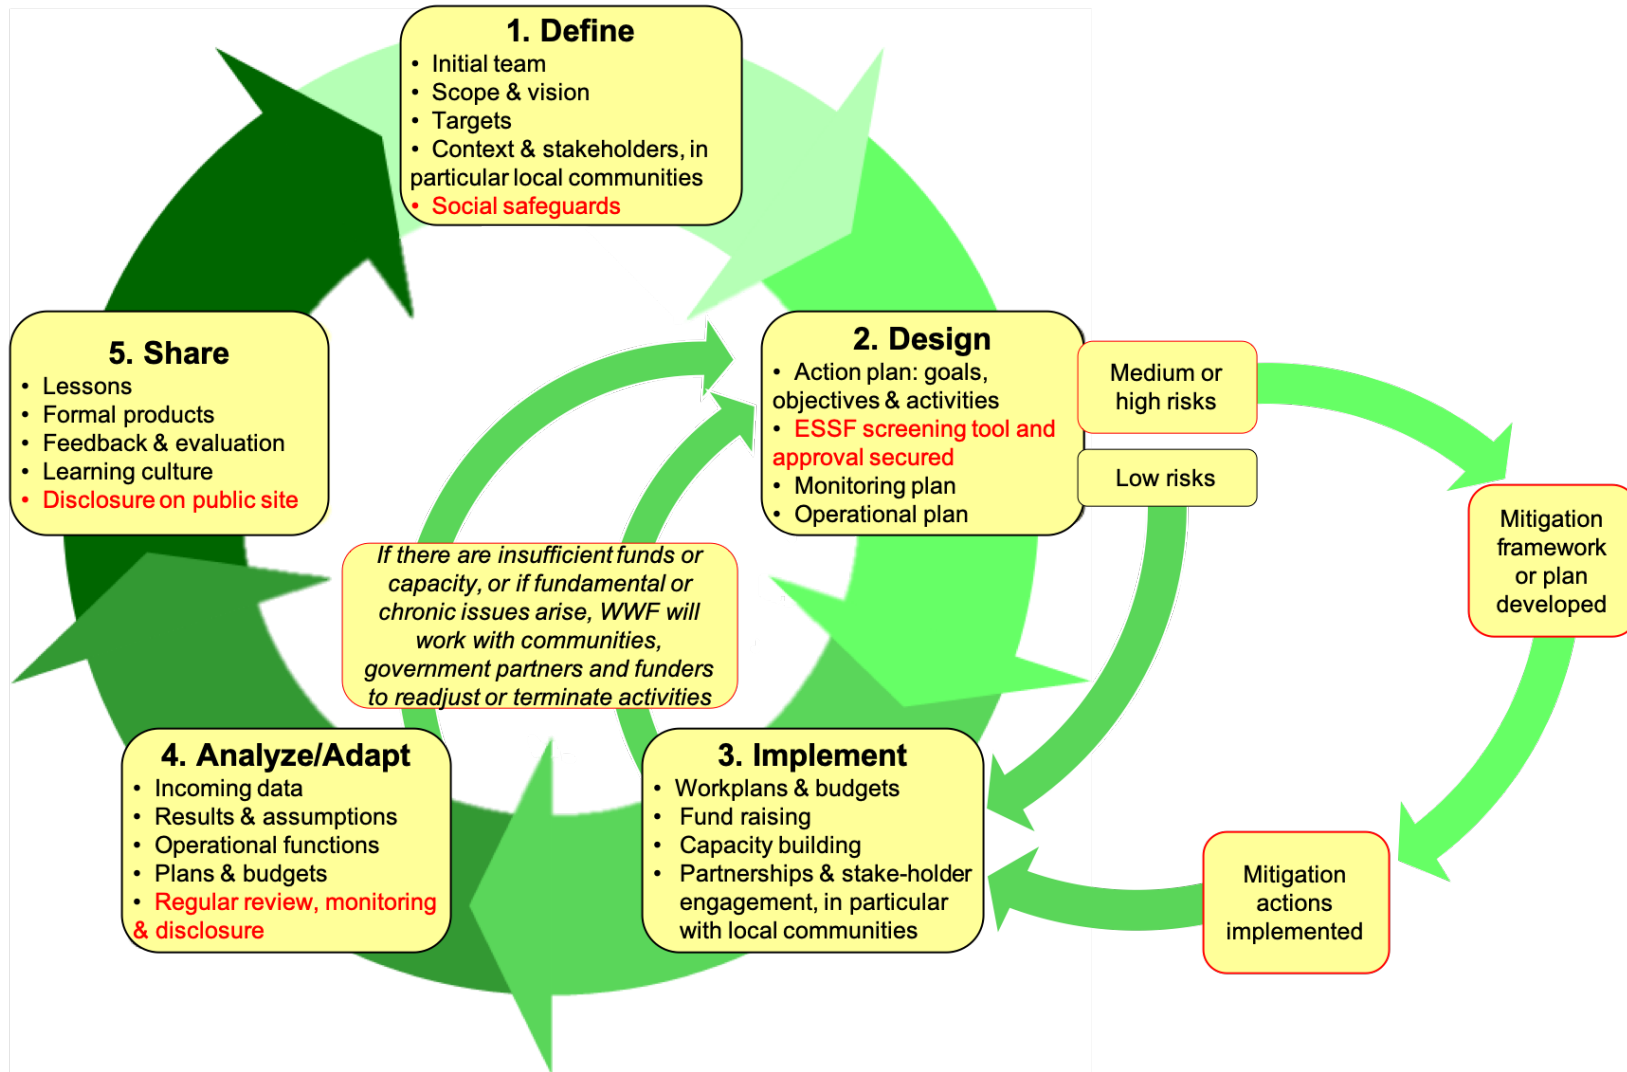 1. Define
• Initial team
• Scope & vision
• Targets
• Context & stakeholders, in
particular local communities
• Social safeguards
2. Design
• Action plan: goals,
objectives & activities
• ESSF screening tool and
approval secured
• Monitoring plan
• Operational plan
Medium or
high risks
Low risks
Mitigation
framework
or plan
developed
Mitigation
actions
implemented
3. Implement
• Workplans & budgets
• Fund raising
• Capacity building
• Partnerships & stake-holder
engagement, in particular
with local communities
If there are insufficient funds or
capacity, or if fundamental or
chronic issues arise, WWF will
work with communities,
government partners and funders
to readjust or terminate activities
4. Analyze/Adapt
• Incoming data
• Results & assumptions
• Operational functions
• Plans & budgets
• Regular review, monitoring
& disclosure
5. Share
• Lessons
• Formal products
• Feedback & evaluation
• Learning culture
• Disclosure on public site